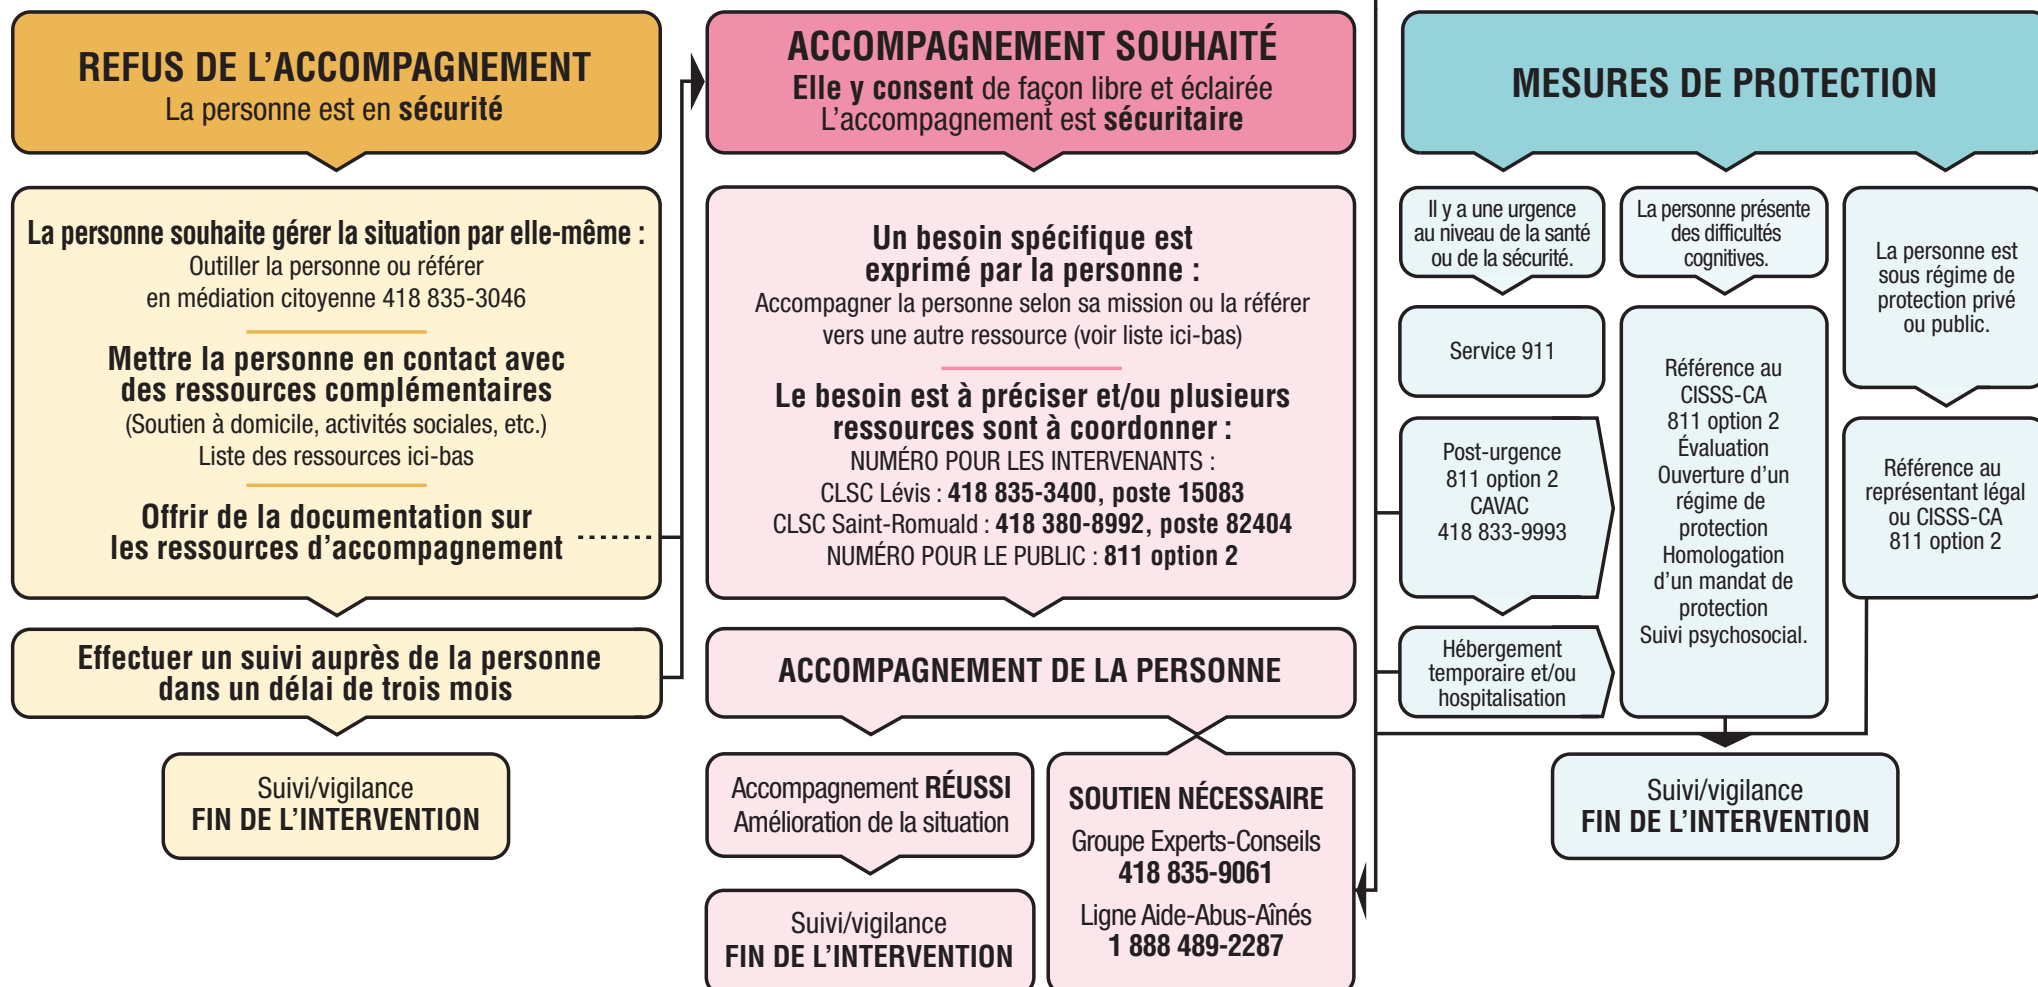 REFUS DE L'ACCOMPAGNEMENT
La personne est en sécurité
La personne souhaite gérer la situation par elle-même :
Outiller la personne ou référer
en médiation citoyenne 418 835-3046
Mettre la personne en contact avec
des ressources complémentaires
(Soutien à domicile, activités sociales, etc.)
Liste des ressources ici-bas
Offrir de la documentation sur
les ressources d'accompagnement
Effectuer un suivi auprès de la personne
dans un délai de trois mois
Suivi/vigilance
FIN DE L'INTERVENTION
ACCOMPAGNEMENT SOUHAITÉ
Elle y consent de façon libre et éclairée
L'accompagnement est sécuritaire
Un besoin spécifique est
exprimé par la personne :
Accompagner la personne selon sa mission ou la référer
vers une autre ressource (voir liste ici-bas)
Le besoin est à préciser et/ou plusieurs
ressources sont à coordonner :
NUMÉRO POUR LES INTERVENANTS :
CLSC Lévis : 418 835-3400, poste 15083
CLSC Saint-Romuald : 418 380-8992, poste 82404
NUMÉRO POUR LE PUBLIC : 811 option 2
ACCOMPAGNEMENT DE LA PERSONNE
Accompagnement RÉUSSI
Amélioration de la situation
Suivi/vigilance
FIN DE L'INTERVENTION
SOUTIEN NÉCESSAIRE
Groupe Experts-Conseils
418 835-9061
Ligne Aide-Abus-Aînés
1 888 489-2287
MESURES DE PROTECTION
Il y a une urgence
au niveau de la santé
ou de la sécurité.
Service 911
Post-urgence
811 option 2
CAVAC
418 833-9993
Hébergement
temporaire et/ou
hospitalisation
La personne présente
des difficultés
cognitives.
Référence au
CISSS-CA
811 option 2
Évaluation
Ouverture d'un
régime de
protection
Homologation
d'un mandat de
protection
Suivi psychosocial.
La personne est
sous régime de
protection privé
ou public.
Référence au
représentant légal
ou CISSS-CA
811 option 2
Suivi/vigilance
FIN DE L'INTERVENTION